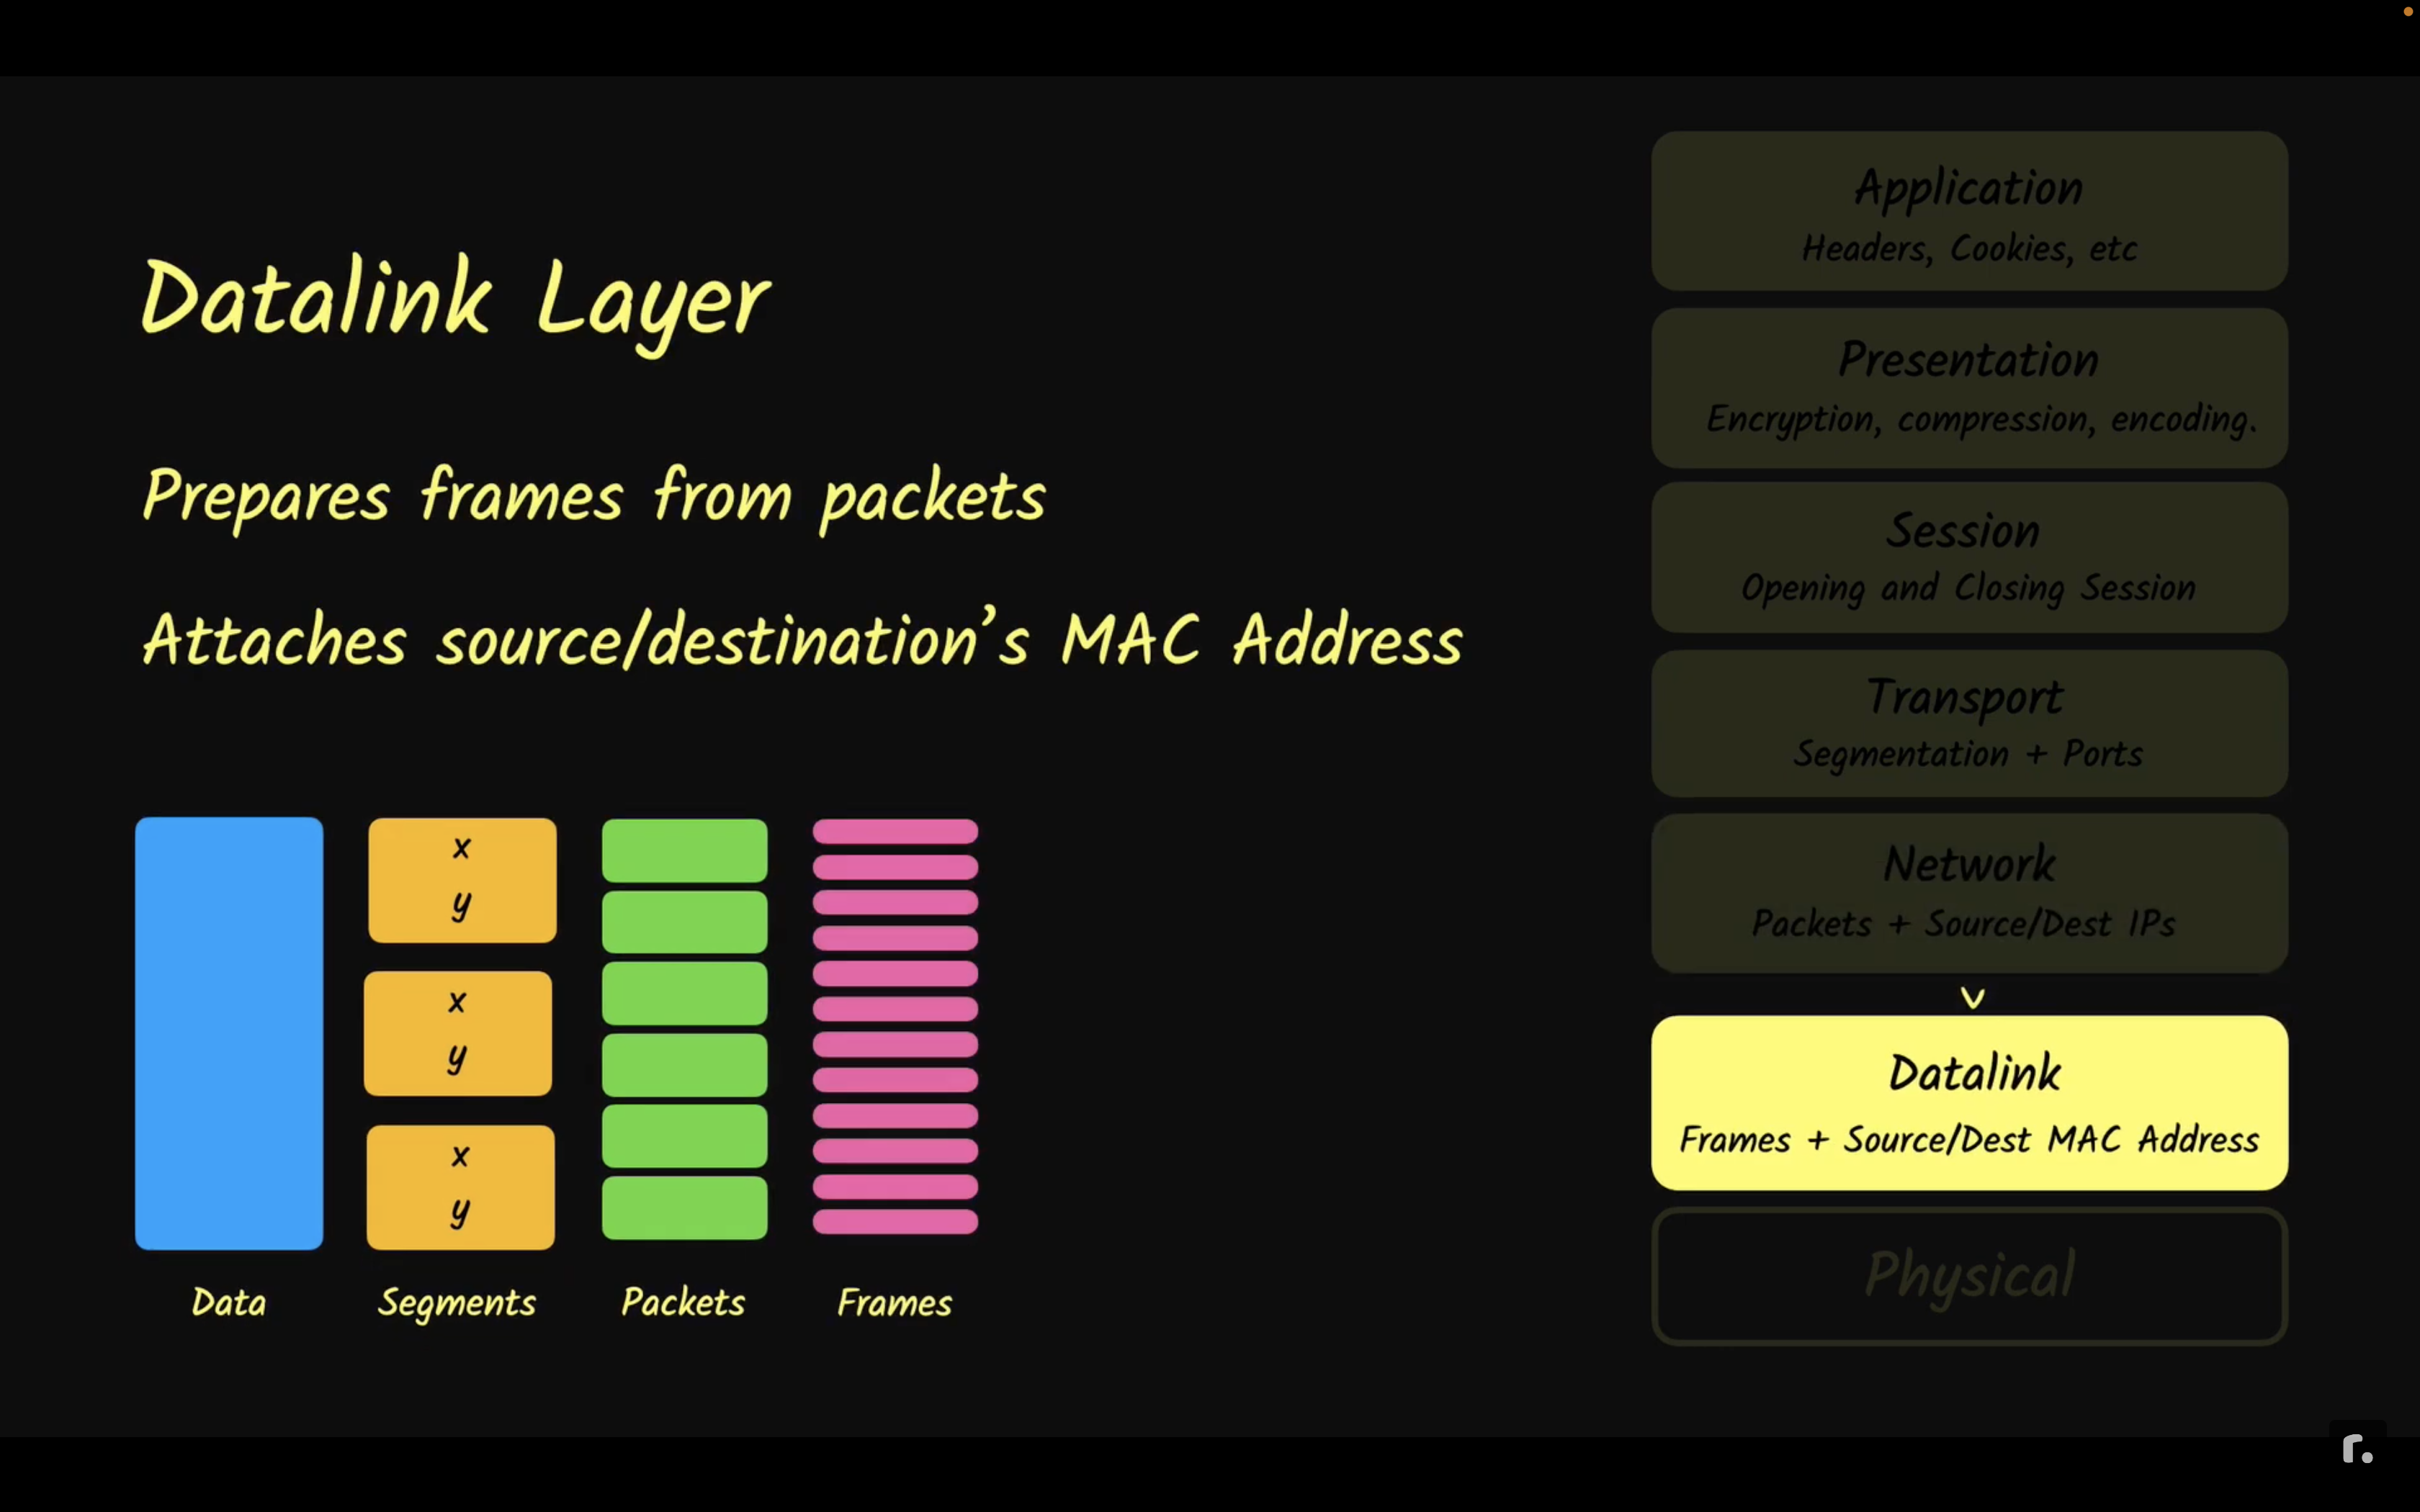 Datalink Layer
Prepares frames from packets
Attaches source/destination's MAC Address
x
y
x
y
x
y
Data
Segments
Packets
Frames
Application
Headers, Cookies, etc
Presentation
Encryption, compression, encoding.
Session
Opening and Closing Session
Transport
Segmentation + Ports
Network
Packets + Source/Dest IPs
Datalink
Frames + Source/Dest MAC Address
Physical
r.